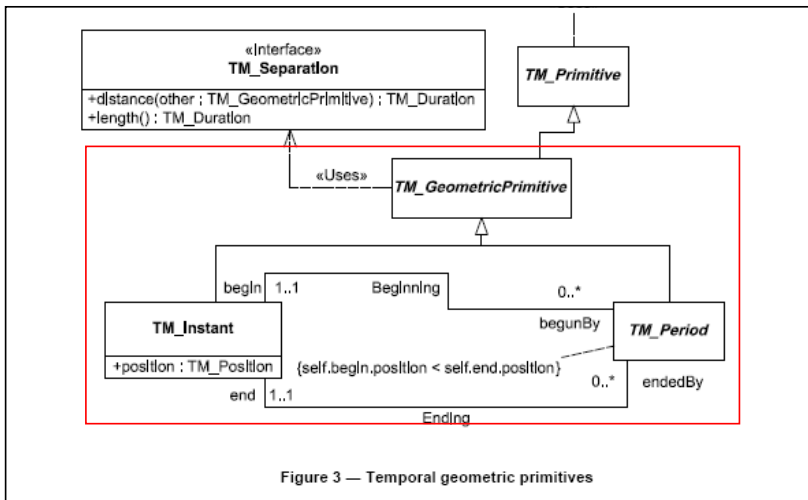 «Interface»
TM_Separation
+distance(other ; TM_GeometricPrimitive) ; TM_Duration
+length() : TM_Duration
TM_Primitive
«Uses»
TM_GeometricPrimitive
begin 1..1 Beginning 0..*
TM_Instant
begunBy
TM_Period
+position : TM_Position
{self.begin.position < self.end.position}
end 1..1 0..* endedBy
Ending
Figure 3 — Temporal geometric primitives